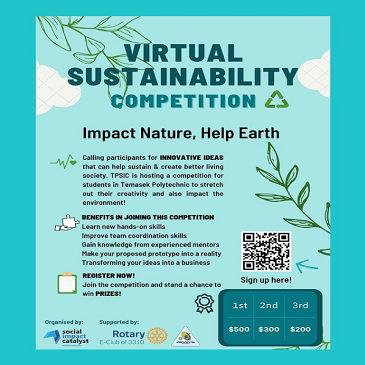 VIRTUAL
SUSTAINABILITY
COMPETITION
Impact Nature, Help Earth
Calling participants for INNOVATIVE IDEAS
that can help sustain & create better living
society. TPSIC is hosting a competition for
students in Temasek Polytechnic to stretch
out their creativity and also impact the
environment!
BENEFITS IN JOINING THIS COMPETITION
Learn new hands-on skills
Improve team coordination skills
Gain knowledge from experienced mentors
Make your proposed prototype into a reality
Transforming your ideas into a business
REGISTER NOW!
Join the competition and stand a chance to
win PRIZES!
Sign up here!
1st 2nd 3rd
$500 $300 $200
Organised by:
social
impact
catalyst
Supported by:
Rotary
E-Club of 3310